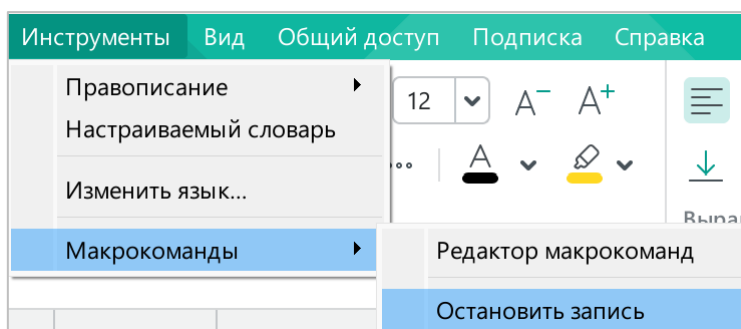 Инструменты Вид Общий доступ Подписка Справка
Правописание
12 A⁻ A⁺
Настраиваемый словарь
A
Изменить язык...
Макрокоманды
Редактор макрокоманд
Остановить запись